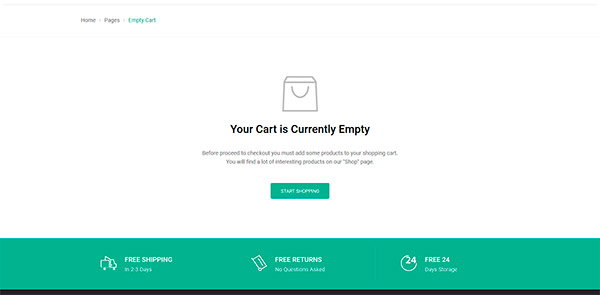 Home Pages Empty Cart
Your Cart is Currently Empty
Before proceed to checkout you must add some products to your shopping cart.
You will find a lot of interesting products on our "Shop" page.
START SHOPPING
FREE SHIPPING
In 2-3 Days
FREE RETURNS
No Questions Asked
24
FREE 24
Days Storage